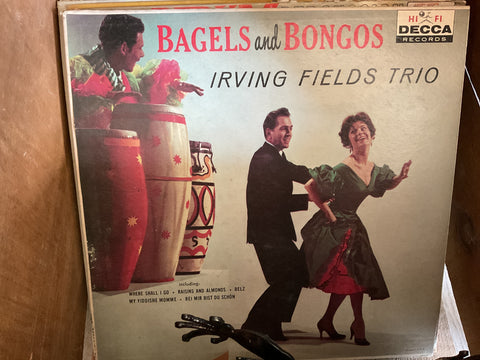 BAGELS and BONGOS
HI FI
DECCA
RECORDS
IRVING FIELDS TRIO
including:
WHERE SHALL I GO • RAISINS AND ALMONDS • BELZ
MY YIDDISHE MOMME • BEI MIR BIST DU SCHÖN